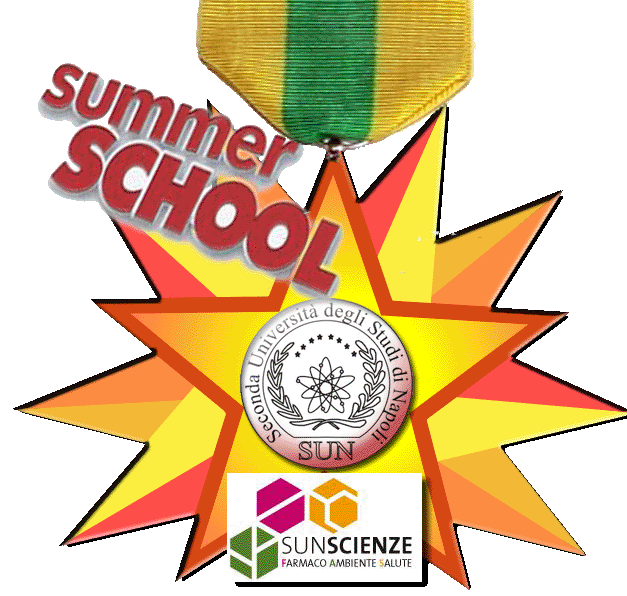 summer
SCHOOL
Seconda Università degli Studi di Napoli
SUN
SUNSCIENZE
FARMACO AMBIENTE SALUTE